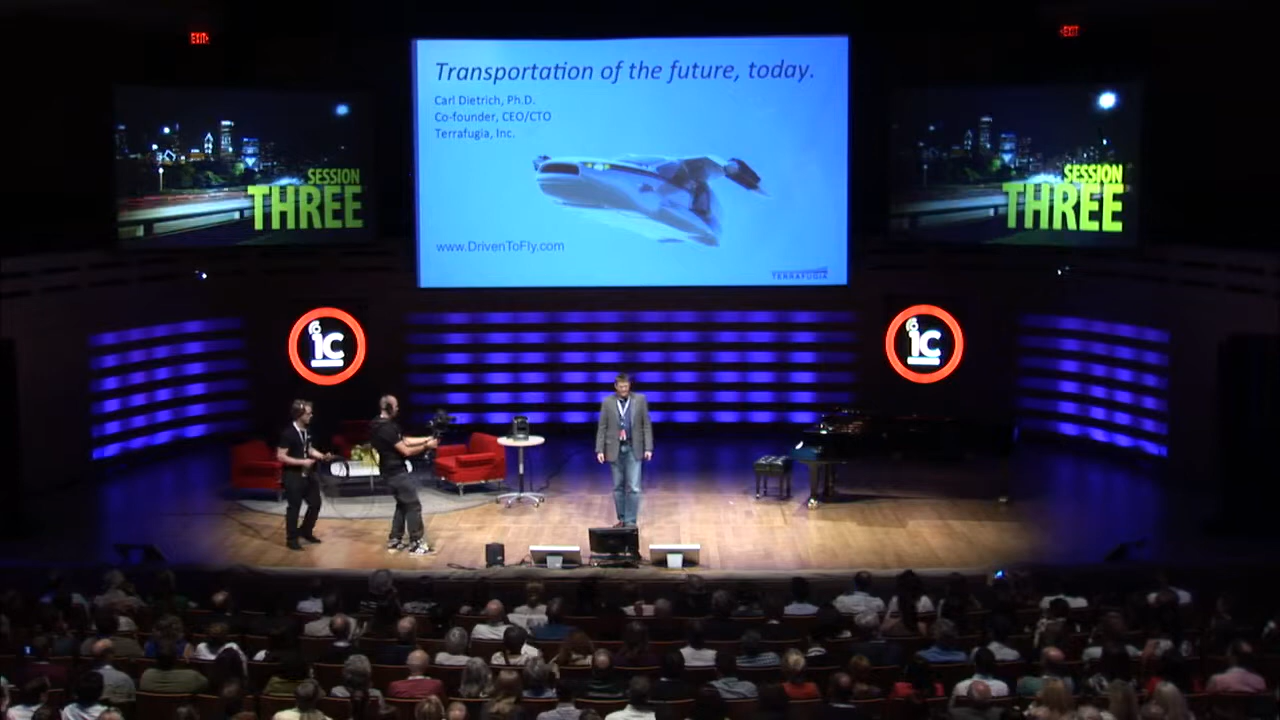 EXIT
EXIT
Transportation of the future, today.
Carl Dietrich, Ph.D.
Co-founder, CEO/CTO
Terrafugia, Inc.
www.DrivenToFly.com
TERRAFUGIA
SESSION
THREE
SESSION
THREE
ic
ic